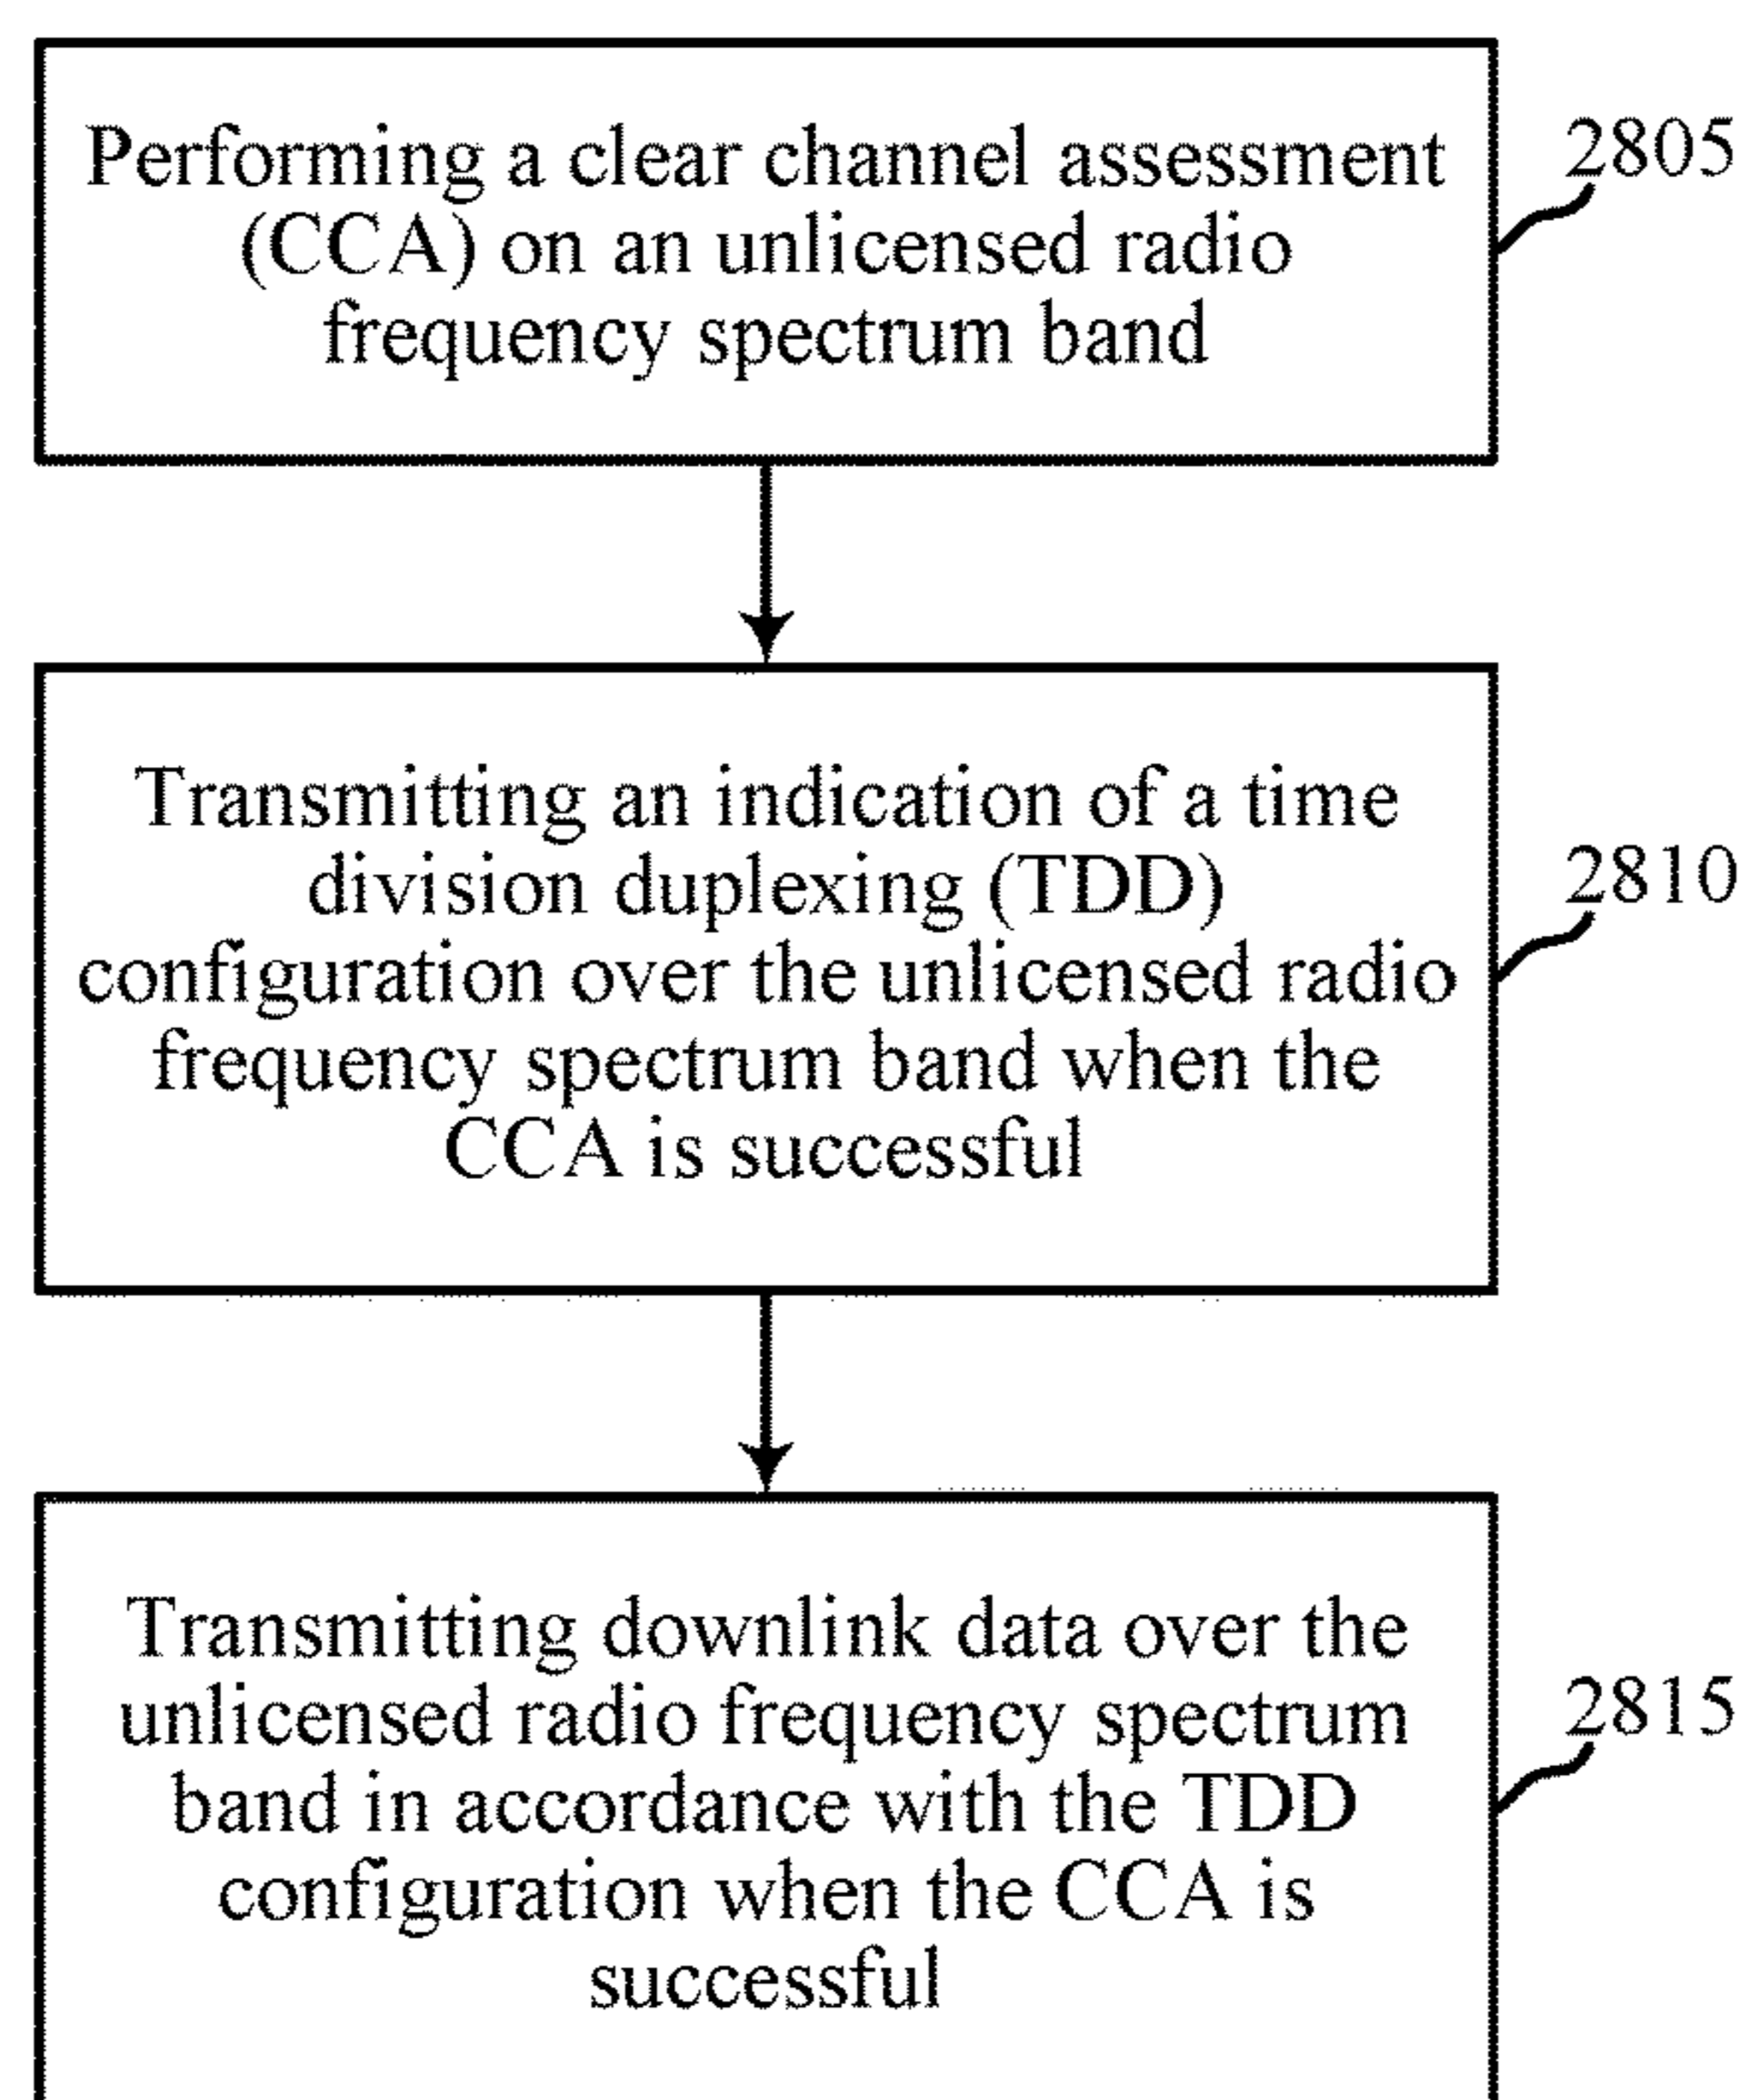 Performing a clear channel assessment
(CCA) on an unlicensed radio
frequency spectrum band
2805
Transmitting an indication of a time
division duplexing (TDD)
configuration over the unlicensed radio
frequency spectrum band when the
CCA is successful
2810
Transmitting downlink data over the
unlicensed radio frequency spectrum
band in accordance with the TDD
configuration when the CCA is
successful
2815